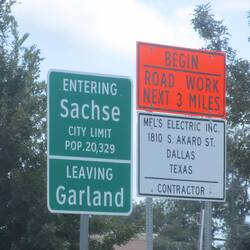 ENTERING
Sachse
CITY LIMIT
POP. 20,329
LEAVING
Garland
BEGIN
ROAD WORK
NEXT 3 MILES
MEL'S ELECTRIC INC.
1810 S. AKARD ST.
DALLAS
TEXAS
CONTRACTOR